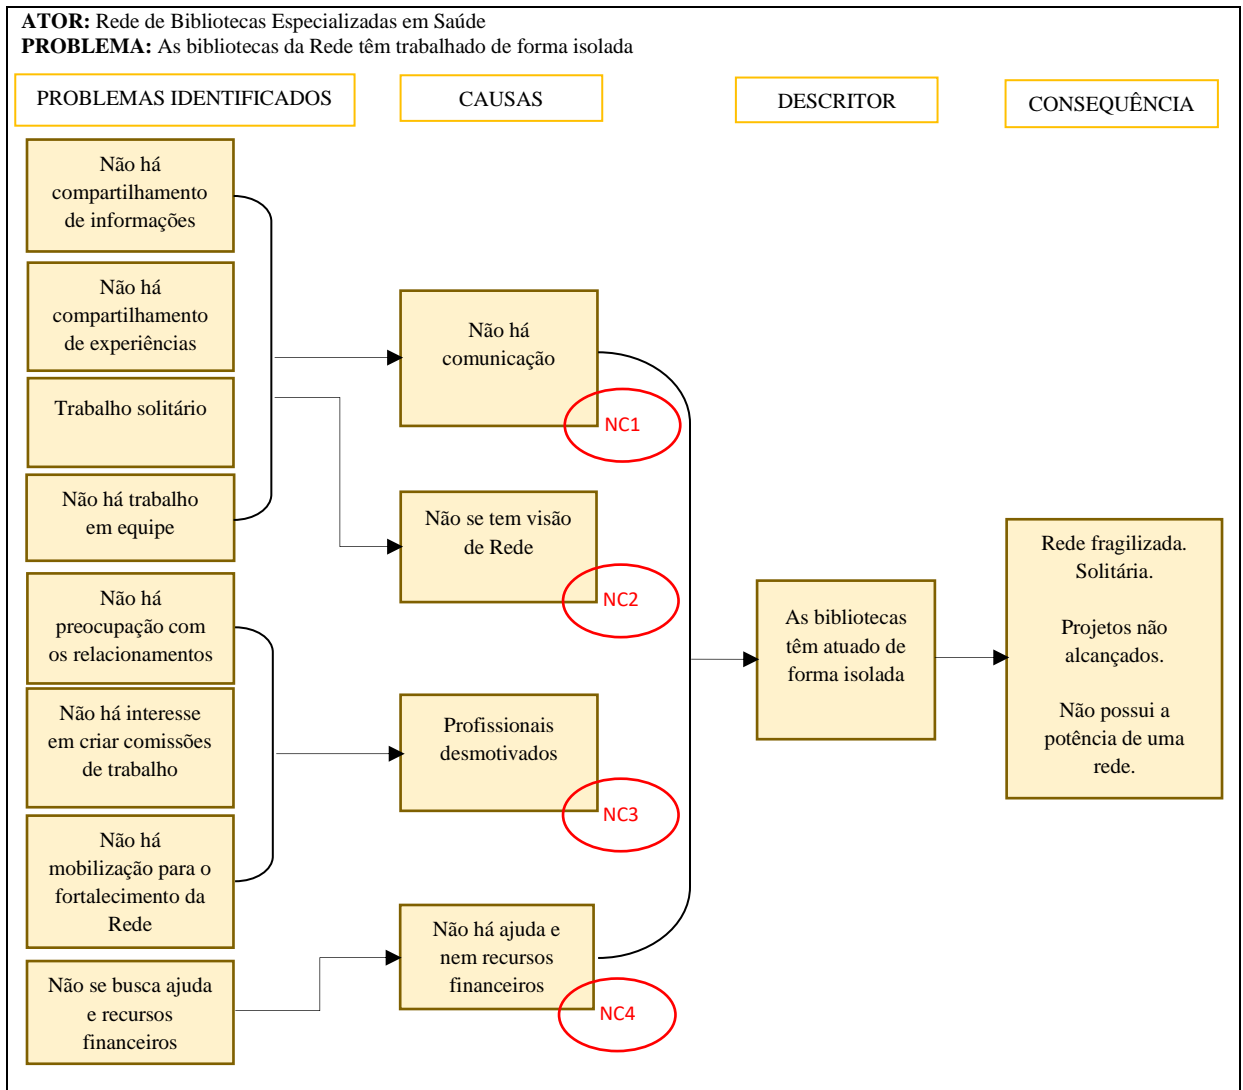 ATOR: Rede de Bibliotecas Especializadas em Saúde
PROBLEMA: As bibliotecas da Rede têm trabalhado de forma isolada
PROBLEMAS IDENTIFICADOS
CAUSAS
DESCRITOR
CONSEQUÊNCIA
Não há
compartilhamento
de informações
Não há
compartilhamento
de experiências
Trabalho solitário
Não há trabalho
em equipe
Não há
preocupação com
os relacionamentos
Não há interesse
em criar comissões
de trabalho
Não há
mobilização para o
fortalecimento da
Rede
Não se busca ajuda
e recursos
financeiros
Não há
comunicação
NC1
Não se tem visão
de Rede
NC2
Profissionais
desmotivados
NC3
Não há ajuda e
nem recursos
financeiros
NC4
As bibliotecas
têm atuado de
forma isolada
Rede fragilizada.
Solitária.
Projetos não
alcançados.
Não possui a
potência de uma
rede.